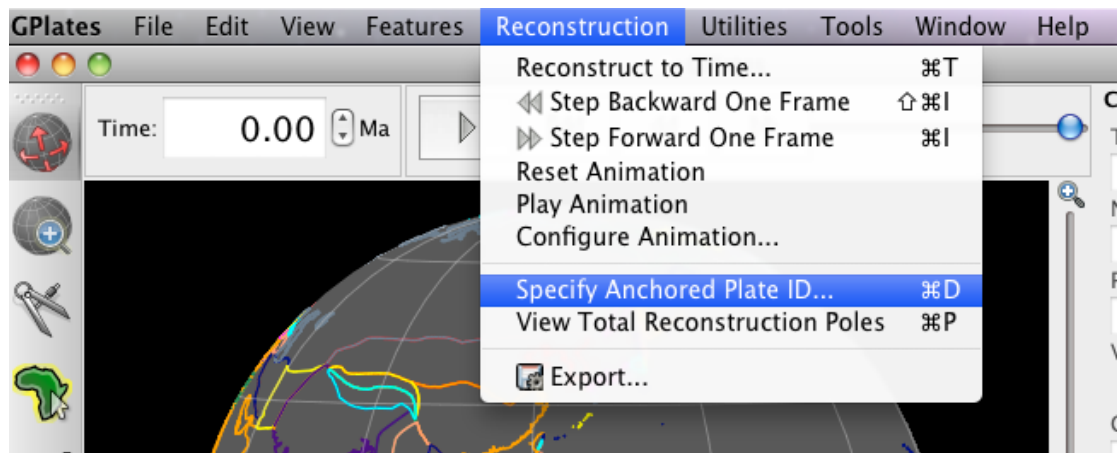 GPlates File Edit View Features Reconstruction Utilities Tools Window Help
Reconstruct to Time... ⌘T
Step Backward One Frame ⇧⌘I
Step Forward One Frame ⌘I
Reset Animation
Play Animation
Configure Animation...
Specify Anchored Plate ID... ⌘D
View Total Reconstruction Poles ⌘P
Export...
Time: 0.00 Ma